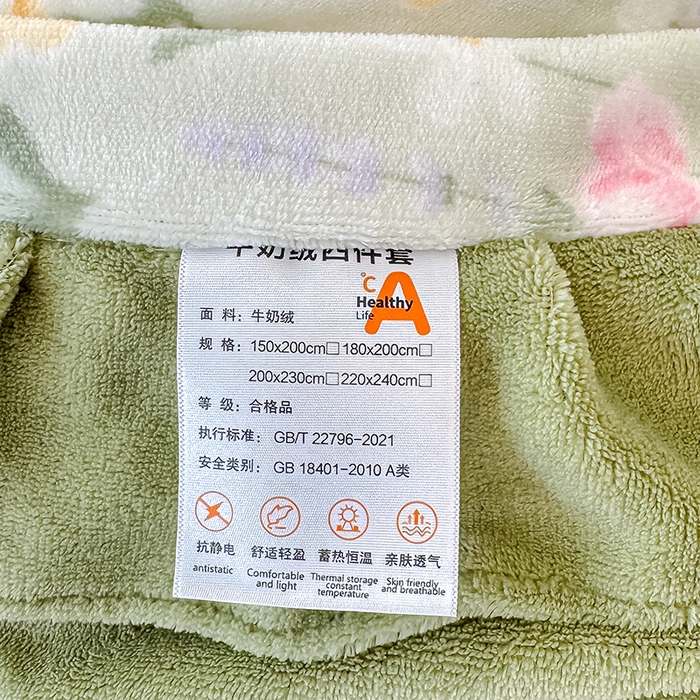 牛奶绒四件套
℃
A
Healthy
Life
面 料: 牛奶绒
规 格: 150x200cm□ 180x200cm□
200x230cm□ 220x240cm□
等 级: 合格品
执行标准: GB/T 22796-2021
安全类别: GB 18401-2010 A类
抗静电 舒适轻盈 蓄热恒温 亲肤透气
antistatic Comfortable and light Thermal storage constant temperature Skin friendly and breathable